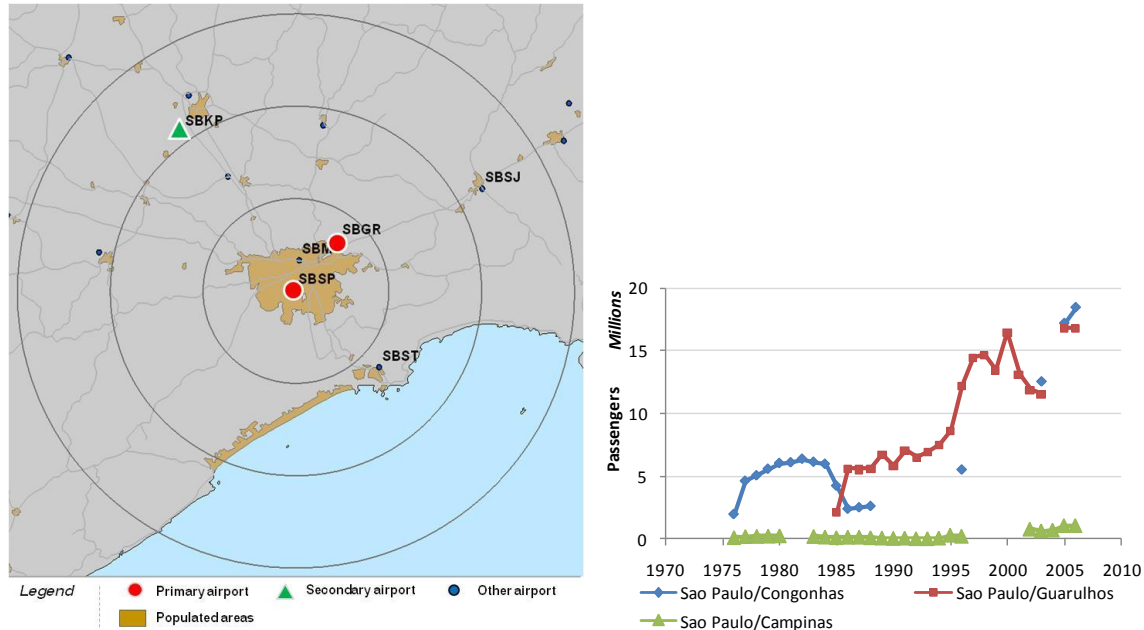 SBKP
SBSJ
SBGR
SBM
SBSP
SBST
Legend
Primary airport
Secondary airport
Other airport
Populated areas
Passengers Millions
20
15
10
5
0
1970 1975 1980 1985 1990 1995 2000 2005 2010
Sao Paulo/Congonhas
Sao Paulo/Guarulhos
Sao Paulo/Campinas